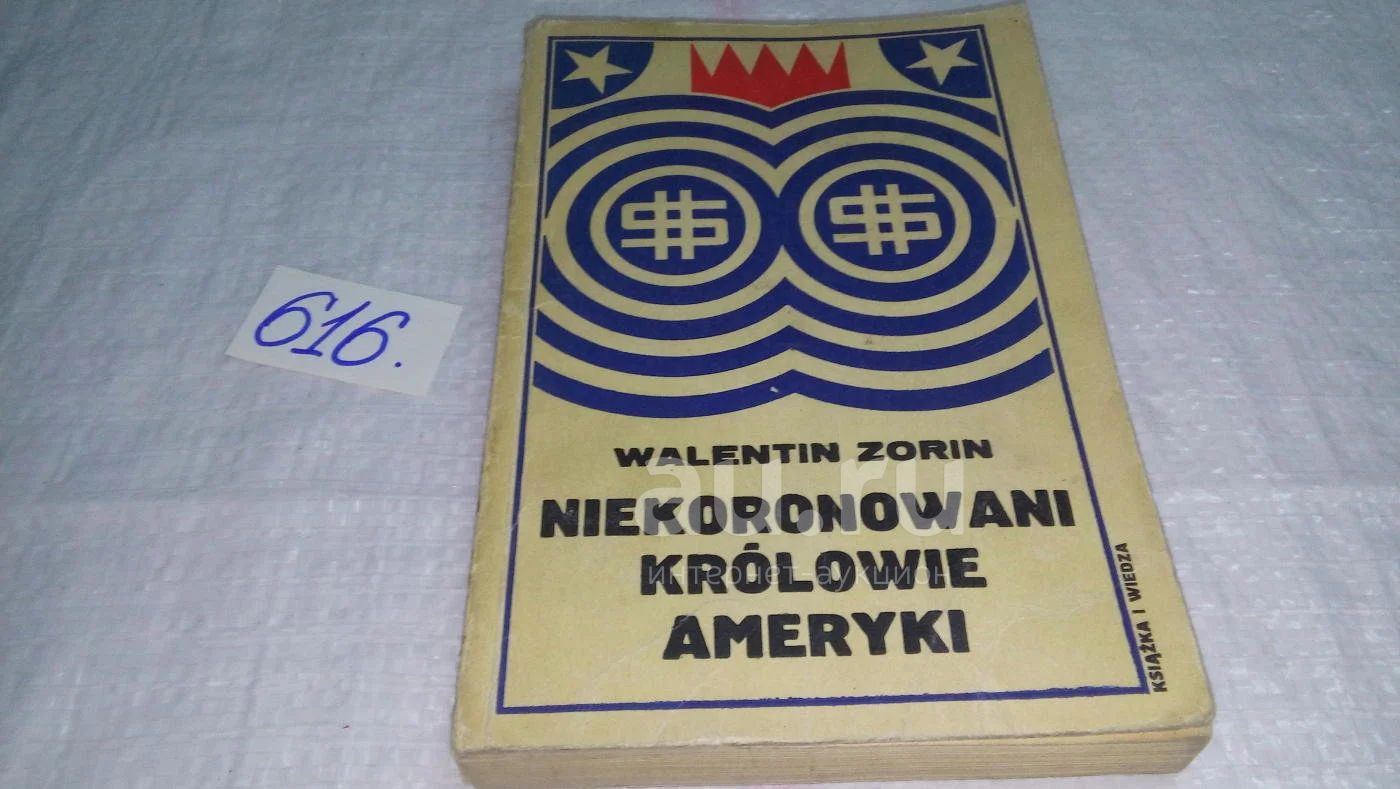 616.
$$ $$
WALENTIN ZORIN
NIEKORONOWANI
KRÓLOWIE
AMERYKI
KSIĄŻKA I WIEDZA
au.ru
интернет-аукцион